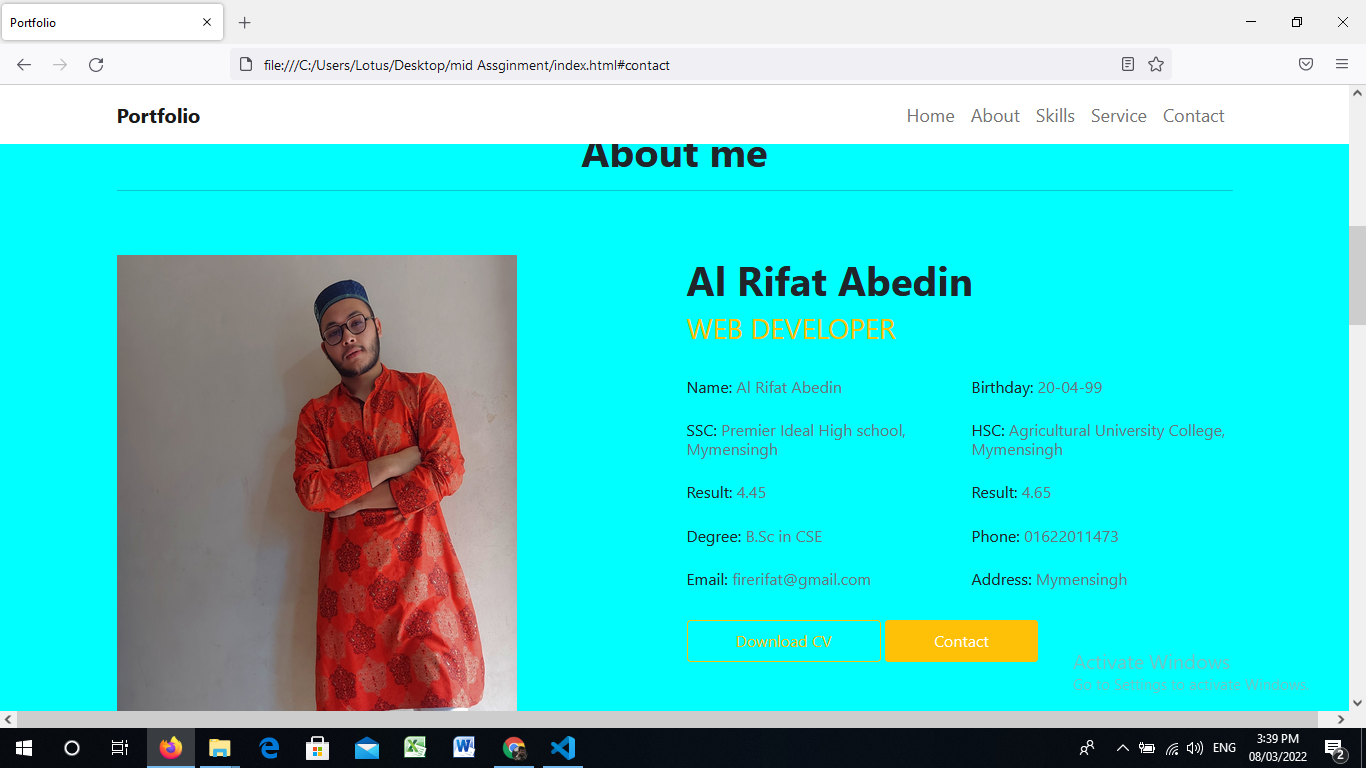 Portfolio
file:///C:/Users/Lotus/Desktop/mid Assginment/index.html#contact
Portfolio
Home About Skills Service Contact
About me
Al Rifat Abedin
WEB DEVELOPER
Name: Al Rifat Abedin
Birthday: 20-04-99
SSC: Premier Ideal High school,
Mymensingh
HSC: Agricultural University College,
Mymensingh
Result: 4.45
Result: 4.65
Degree: B.Sc in CSE
Phone: 01622011473
Email: firerifat@gmail.com
Address: Mymensingh
Download CV
Contact
Activate Windows
Go to Settings to activate Windows.
ENG
3:39 PM
08/03/2022
2